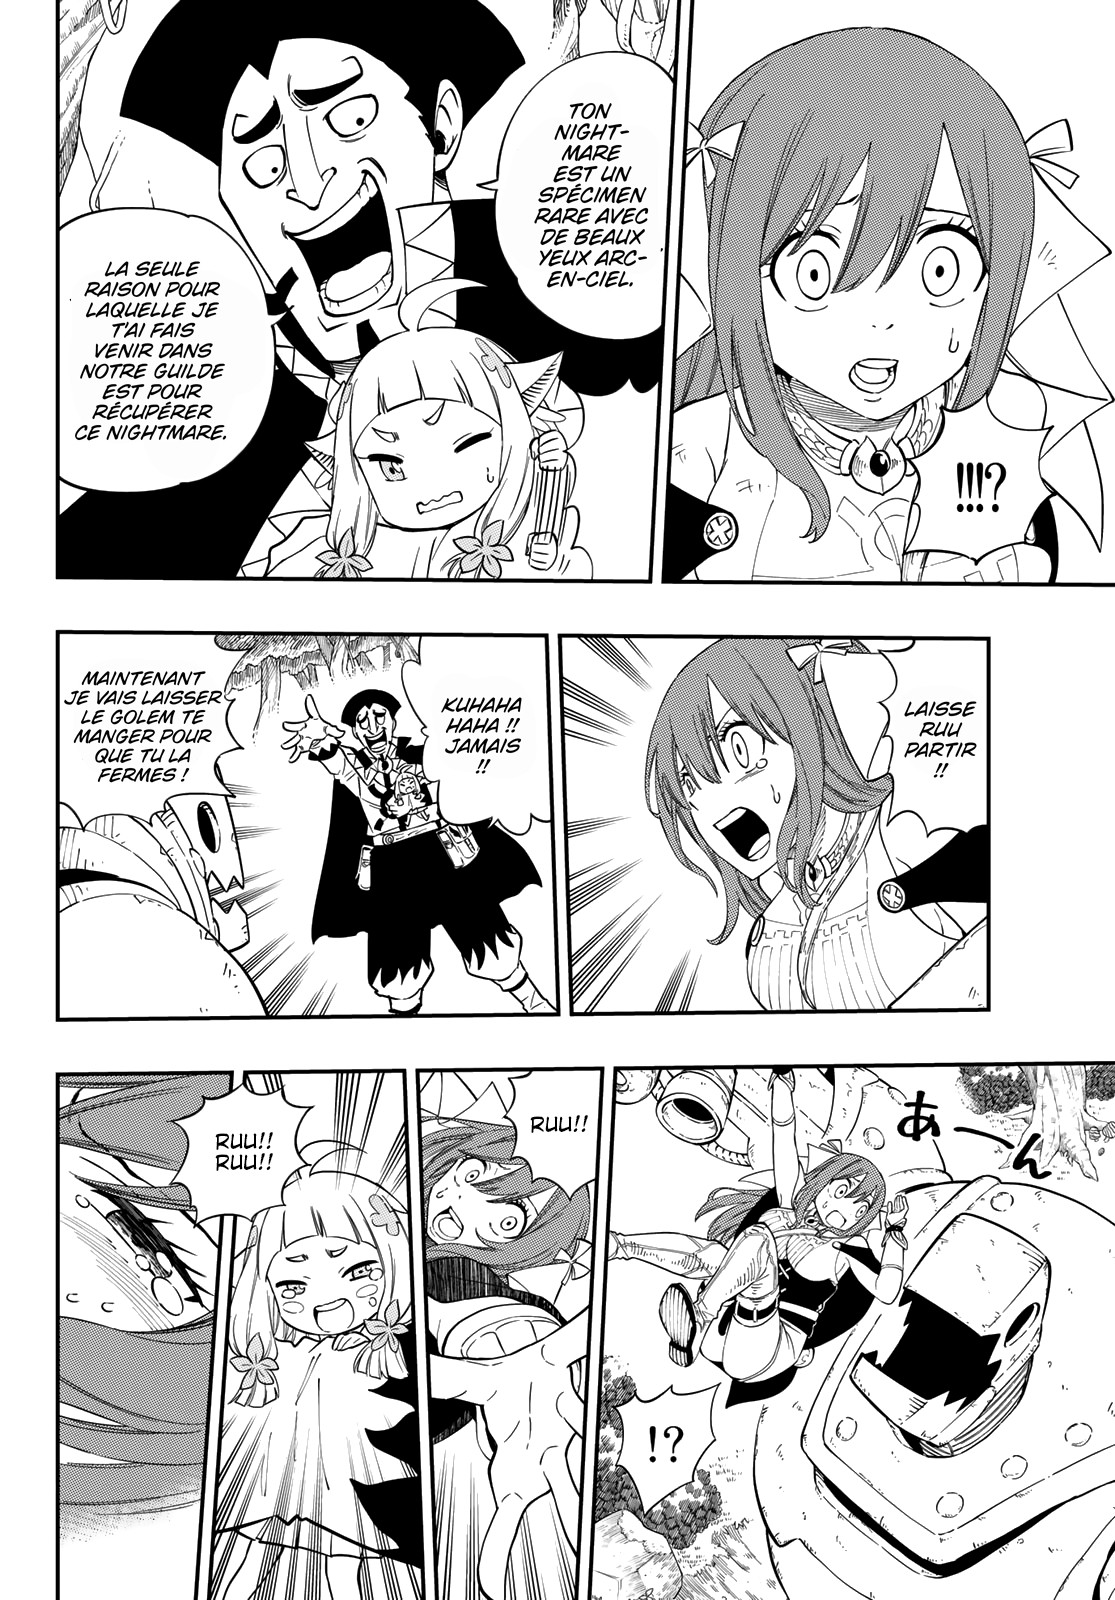 TON
NIGHT-
MARE
EST UN
SPÉCIMEN
RARE AVEC
DE BEAUX
YEUX ARC-
EN-CIEL.
LA SEULE
RAISON POUR
LAQUELLE JE
T'AI FAIS
VENIR DANS
NOTRE GUILDE
EST POUR
RÉCUPÉRER
CE NIGHTMARE.
!!!!?
LAISSE
RUU
PARTIR
!!
KUHAHA
HAHA !!
JAMAIS
!!
MAINTENANT
JE VAIS LAISSER
LE GOLEM TE
MANGER POUR
QUE TU LA
FERMES !
あーん
!?
RUU!!
RUU!!
RUU!!